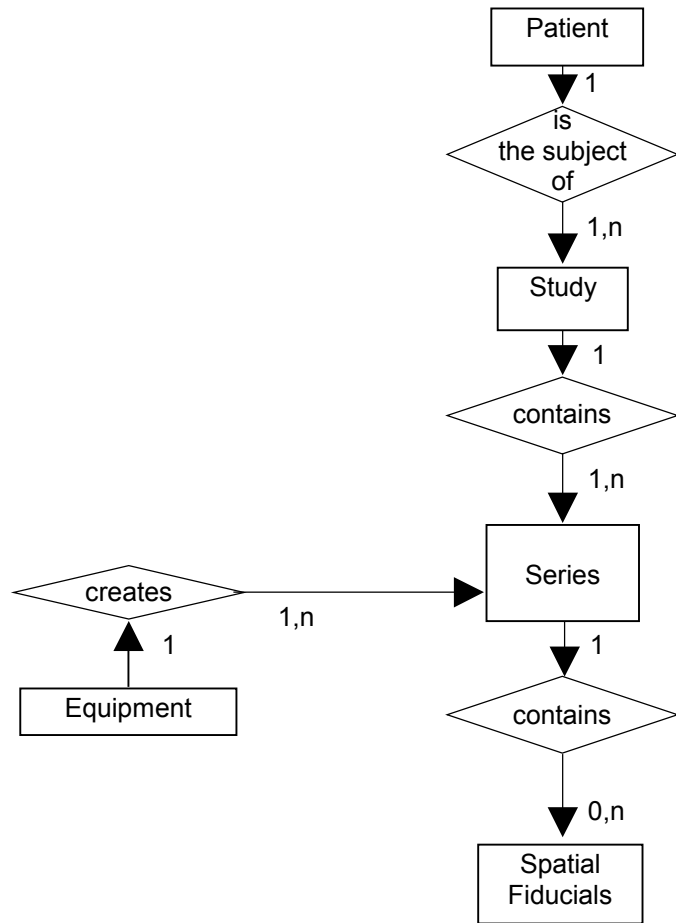 Patient
1
is
the subject
of
1,n
Study
1
contains
1,n
Series
creates
1,n
1
1
Equipment
contains
0,n
Spatial
Fiducials